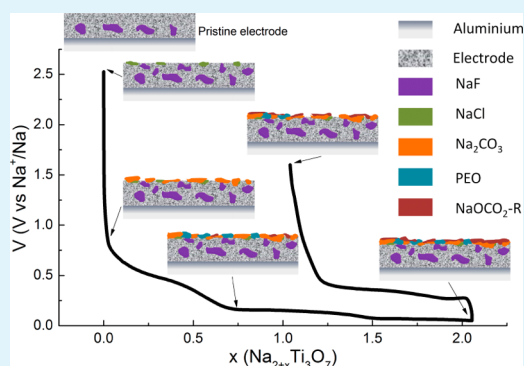 Pristine electrode
Aluminium
Electrode
NaF
NaCl
Na₂CO₃
PEO
NaOCO₂-R
V (V vs Na⁺/Na)
2.5
2.0
1.5
1.0
0.5
0.0
0.0 0.5 1.0 1.5 2.0
x (Na₂₊ₓTi₃O₇)